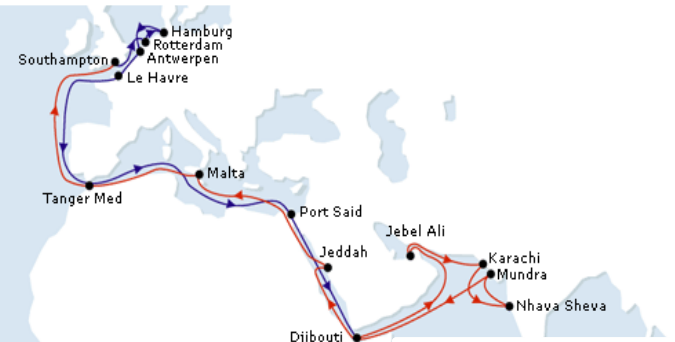 Hamburg
Rotterdam
Southampton
Antwerpen
Le Havre
Malta
Tanger Med
Port Said
Jebel Ali
Jeddah
Karachi
Mundra
Nhava Sheva
Djibouti